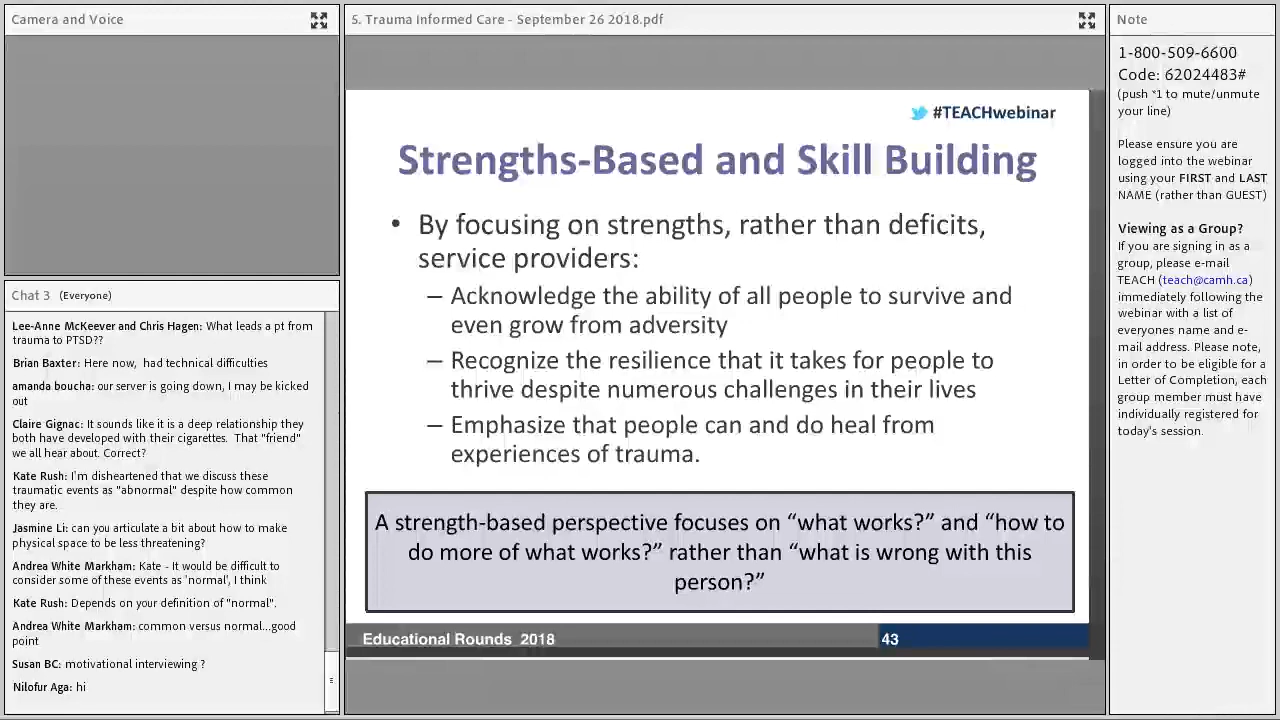 Camera and Voice
Chat 3 (Everyone)
Lee-Anne McKeever and Chris Hagen: What leads a pt from
trauma to PTSD??
Brian Baxter: Here now, had technical difficulties
amanda boucha: our server is going down, I may be kicked
out
Claire Gignac: It sounds like it is a deep relationship they
both have developed with their cigarettes. That "friend"
we all hear about. Correct?
Kate Rush: I'm disheartened that we discuss these
traumatic events as "abnormal" despite how common
they are.
Jasmine Li: can you articulate a bit about how to make
physical space to be less threatening?
Andrea White Markham: Kate - It would be difficult to
consider some of these events as 'normal', I think
Kate Rush: Depends on your definition of "normal".
Andrea White Markham: common versus normal...good
point
Susan BC: motivational interviewing ?
Nilofur Aga: hi
5. Trauma Informed Care - September 26 2018.pdf
#TEACHwebinar
Strengths-Based and Skill Building
• By focusing on strengths, rather than deficits,
service providers:
– Acknowledge the ability of all people to survive and
even grow from adversity
– Recognize the resilience that it takes for people to
thrive despite numerous challenges in their lives
– Emphasize that people can and do heal from
experiences of trauma.
A strength-based perspective focuses on “what works?” and “how to
do more of what works?” rather than “what is wrong with this
person?”
Educational Rounds 2018
43
Note
1-800-509-6600
Code: 62024483#
(push *1 to mute/unmute
your line)
Please ensure you are
logged into the webinar
using your FIRST and LAST
NAME (rather than GUEST)
Viewing as a Group?
If you are signing in as a
group, please e-mail
TEACH (teach@camh.ca)
immediately following the
webinar with a list of
everyones name and e-
mail address. Please note,
in order to be eligible for a
Letter of Completion, each
group member must have
individually registered for
today's session.